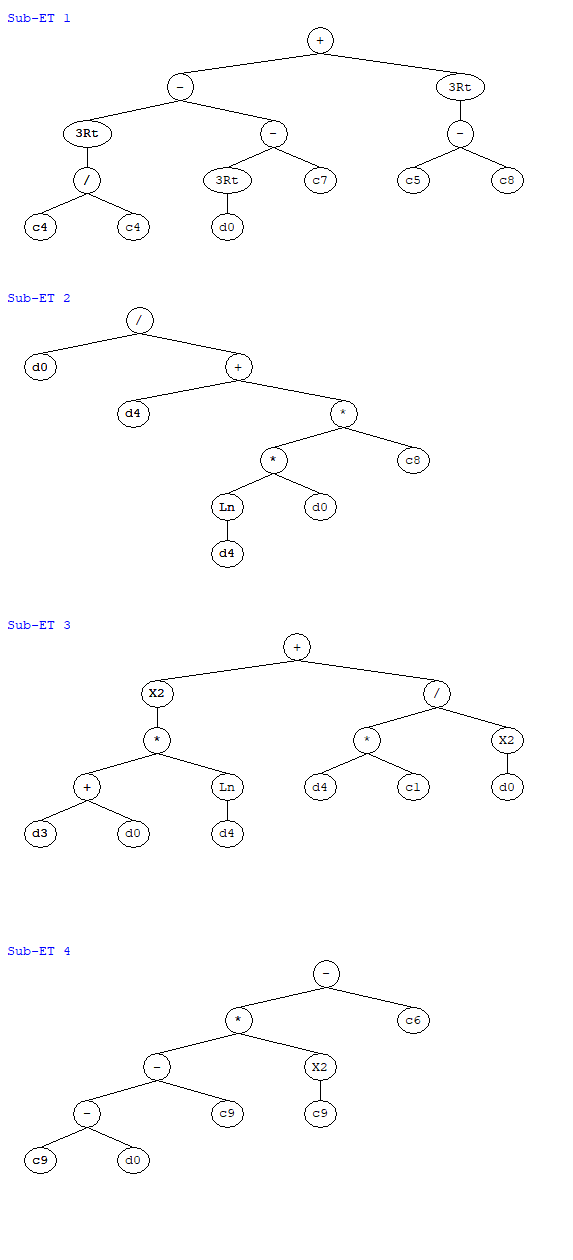 Sub-ET 1
+
- 3Rt
3Rt - -
/ 3Rt c7 c5 c8
c4 c4 d0
Sub-ET 2
/
d0 +
d4 *
* c8
Ln d0
d4
Sub-ET 3
+
X2 /
* * X2
+ Ln d4 c1 d0
d3 d0 d4
Sub-ET 4
-
* c6
- X2
- c9 c9
c9 d0